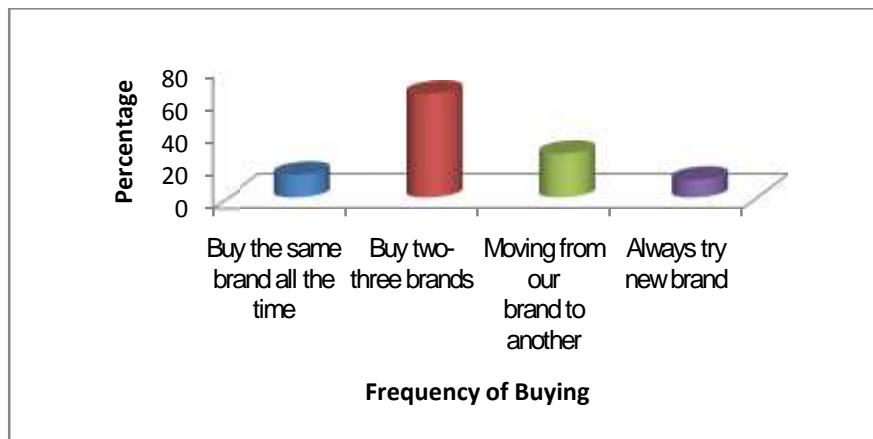 80
60
40
20
0
Percentage
Buy the same
brand all the
time
Buy two-
three brands
Moving from
our
brand to
another
Always try
new brand
Frequency of Buying